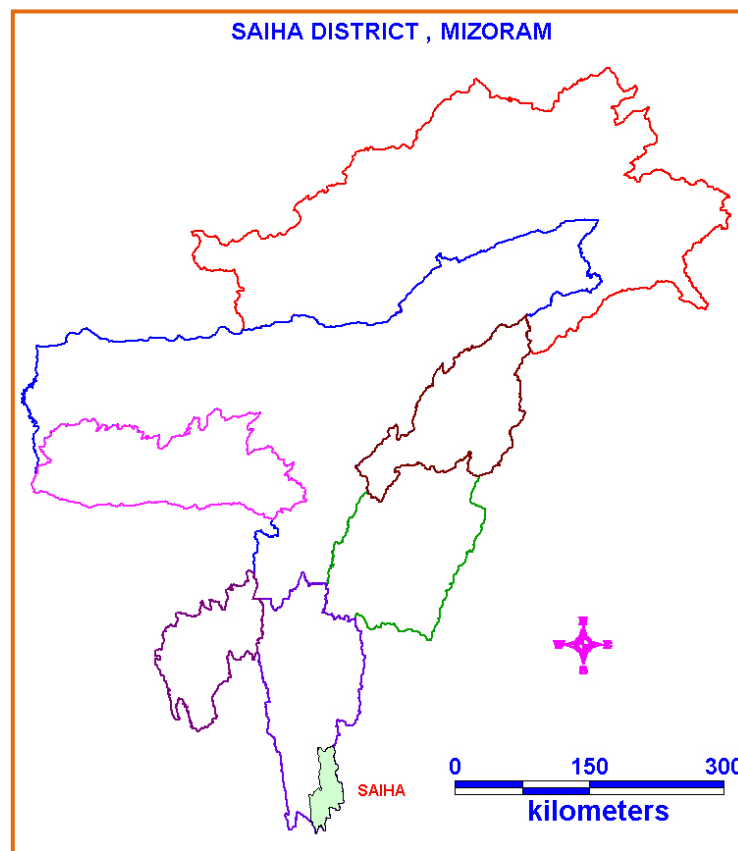 SAIHA DISTRICT , MIZORAM
N
W E
S
SAIHA
0 150 300
kilometers